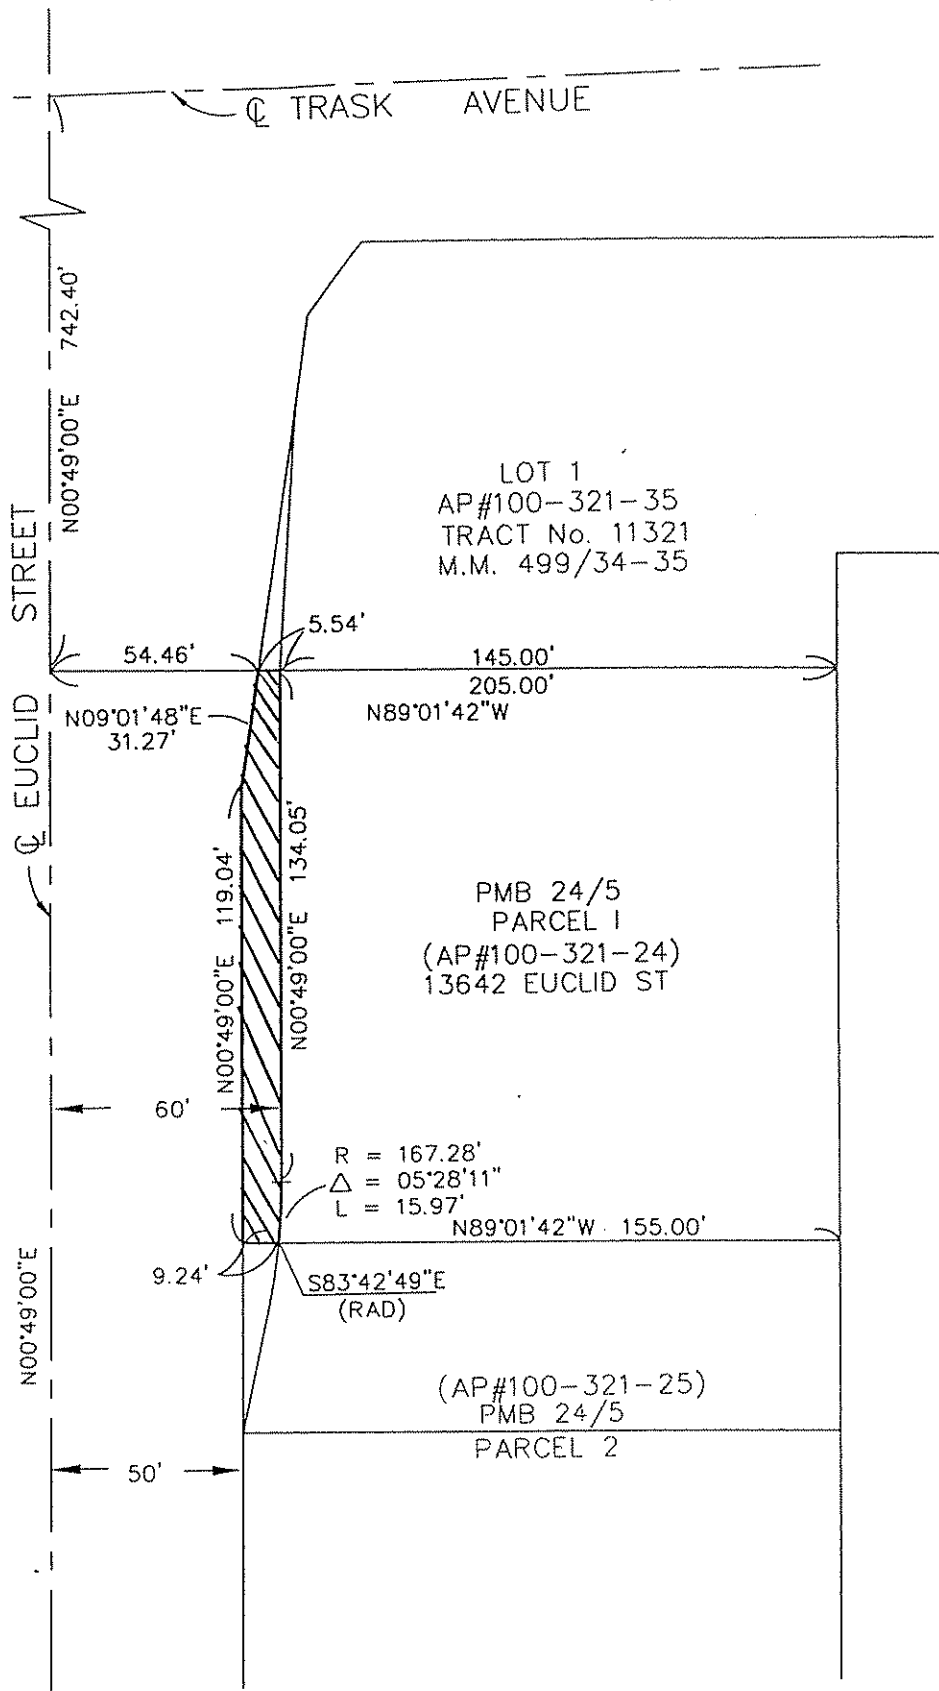 ℄ TRASK AVENUE
N00°49'00"E 742.40'
℄ EUCLID STREET
LOT 1
AP#100-321-35
TRACT No. 11321
M.M. 499/34-35
5.54'
54.46'
145.00'
205.00'
N89°01'42"W
N09°01'48"E
31.27'
N00°49'00"E 119.04'
N00°49'00"E 134.05'
PMB 24/5
PARCEL 1
(AP#100-321-24)
13642 EUCLID ST
60'
R = 167.28'
△ = 05°28'11"
L = 15.97'
N89°01'42"W 155.00'
9.24'
S83°42'49"E
(RAD)
N00°49'00"E
(AP#100-321-25)
PMB 24/5
PARCEL 2
50'